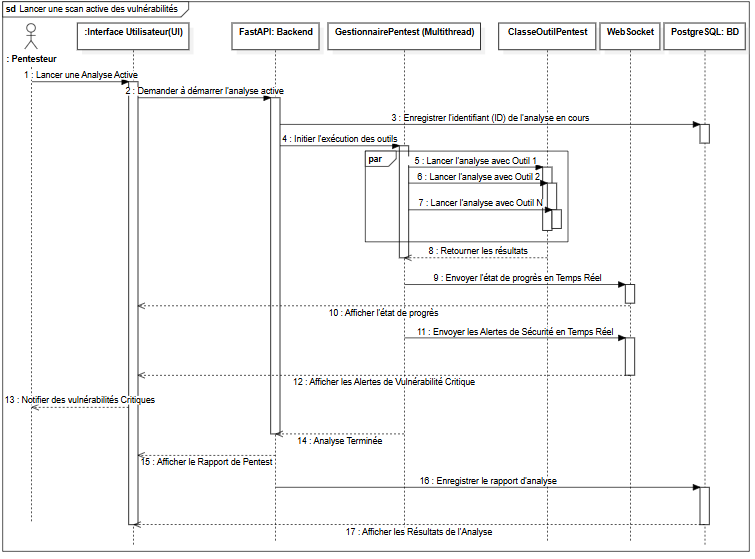 sd Lancer une scan active des vulnérabilités
:Interface Utilisateur(UI)
FastAPI: Backend
GestionnairePentest (Multithread)
ClasseOutilPentest
WebSocket
PostgreSQL: BD
: Pentesteur
1 : Lancer une Analyse Active
2 : Demander à démarrer l'analyse active
3 : Enregistrer l'identifiant (ID) de l'analyse en cours
4 : Initier l'exécution des outils
par
5 : Lancer l'analyse avec Outil 1
6 : Lancer l'analyse avec Outil 2
7 : Lancer l'analyse avec Outil N
8 : Retourner les résultats
9 : Envoyer l'état de progrès en Temps Réel
10 : Afficher l'état de progrès
11 : Envoyer les Alertes de Sécurité en Temps Réel
12 : Afficher les Alertes de Vulnérabilité Critique
13 : Notifier des vulnérabilités Critiques
14 : Analyse Terminée
15 : Afficher le Rapport de Pentest
16 : Enregistrer le rapport d'analyse
17 : Afficher les Résultats de l'Analyse